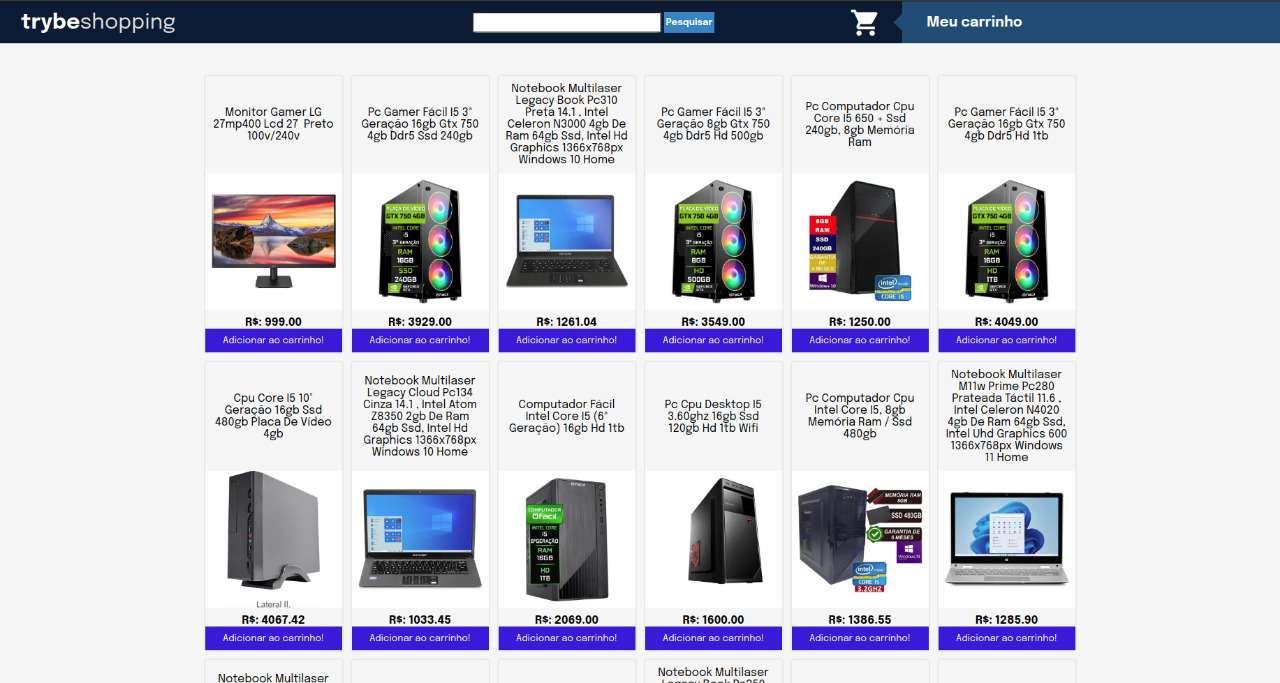 trybeshopping
Pesquisar
Meu carrinho
Monitor Gamer LG
27mp400 Lcd 27 Preto
100v/240v
R$: 999.00
Adicionar ao carrinho!
Pc Gamer Fácil I5 3°
Geração 16gb Gtx 750
4gb Ddr5 Ssd 240gb
PLACA DE VÍDEO
GTX 750 4GB
INTEL CORE
i5
3ª GERAÇÃO
RAM
16GB
SSD
240GB
R$: 3929.00
Adicionar ao carrinho!
Notebook Multilaser
Legacy Book Pc310
Preta 14.1 , Intel
Celeron N3000 4gb De
Ram 64gb Ssd, Intel Hd
Graphics 1366x768px
Windows 10 Home
R$: 1261.04
Adicionar ao carrinho!
Pc Gamer Fácil I5 3°
Geração 8gb Gtx 750
4gb Ddr5 Hd 500gb
PLACA DE VÍDEO
GTX 750 4GB
INTEL CORE
i5
3ª GERAÇÃO
RAM
8GB
HD
500GB
R$: 3549.00
Adicionar ao carrinho!
Pc Computador Cpu
Core I5 650 + Ssd
240gb, 8gb Memória
Ram
8GB
RAM
SSD
240GB
GARANTIA
DE
6 MESES
Windows 10
intel
CORE i5
R$: 1250.00
Adicionar ao carrinho!
Pc Gamer Fácil I5 3°
Geração 16gb Gtx 750
4gb Ddr5 Hd 1tb
PLACA DE VÍDEO
GTX 750 4GB
INTEL CORE
i5
3ª GERAÇÃO
RAM
16GB
HD
1TB
R$: 4049.00
Adicionar ao carrinho!
Cpu Core I5 10°
Geração 16gb Ssd
480gb Placa De Vídeo
4gb
Lateral II.
R$: 4067.42
Adicionar ao carrinho!
Notebook Multilaser
Legacy Cloud Pc134
Cinza 14.1 , Intel Atom
Z8350 2gb De Ram
64gb Ssd, Intel Hd
Graphics 1366x768px
Windows 10 Home
R$: 1033.45
Adicionar ao carrinho!
Computador Fácil
Intel Core I5 (6°
Geração) 16gb Hd 1tb
COMPUTADOR
Fácil
INTEL CORE
i5
6ªGERAÇÃO
RAM
16GB
HD
1TB
R$: 2069.00
Adicionar ao carrinho!
Pc Cpu Desktop I5
3.60ghz 16gb Ssd
120gb Hd 1tb Wifi
R$: 1600.00
Adicionar ao carrinho!
Pc Computador Cpu
Intel Core I5, 8gb
Memória Ram / Ssd
480gb
MEMÓRIA RAM
8GB
SSD 480GB
GARANTIA DE
6 MESES
Windows 10
intel
CORE i5
3.2GHZ
R$: 1386.55
Adicionar ao carrinho!
Notebook Multilaser
M11w Prime Pc280
Prateada Táctil 11.6 ,
Intel Celeron N4020
4gb De Ram 64gb Ssd,
Intel Uhd Graphics 600
1366x768px Windows
11 Home
R$: 1285.90
Adicionar ao carrinho!
Notebook Multilaser
Notebook Multilaser
Legacy Book Pc250